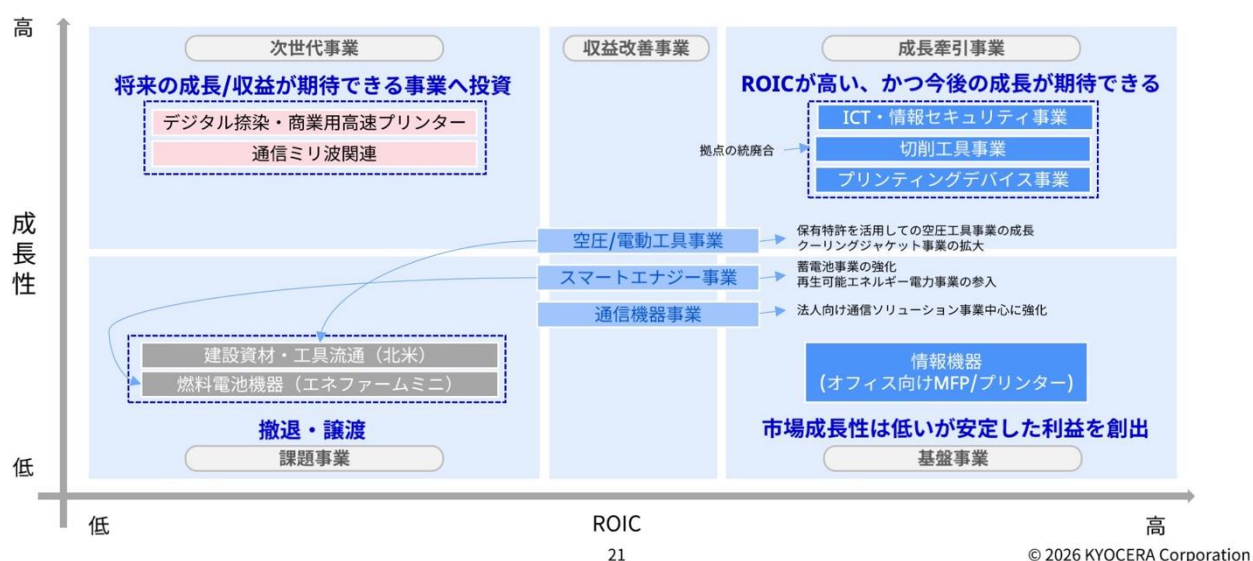 高
次世代事業
収益改善事業
成長牽引事業
将来の成長/収益が期待できる事業へ投資
ROICが高い、かつ今後の成長が期待できる
デジタル捺染・商業用高速プリンター
通信ミリ波関連
ICT・情報セキュリティ事業
拠点の統廃合
切削工具事業
プリンティングデバイス事業
成長性
空圧/電動工具事業
保有特許を活用しての空圧工具事業の成長
クーリングジャケット事業の拡大
スマートエナジー事業
蓄電池事業の強化
再生可能エネルギー電力事業の参入
通信機器事業
法人向け通信ソリューション事業中心に強化
建設資材・工具流通（北米）
燃料電池機器（エネファームミニ）
情報機器
(オフィス向けMFP/プリンター)
撤退・譲渡
市場成長性は低いが安定した利益を創出
課題事業
基盤事業
低
低
ROIC
高
21
© 2026 KYOCERA Corporation